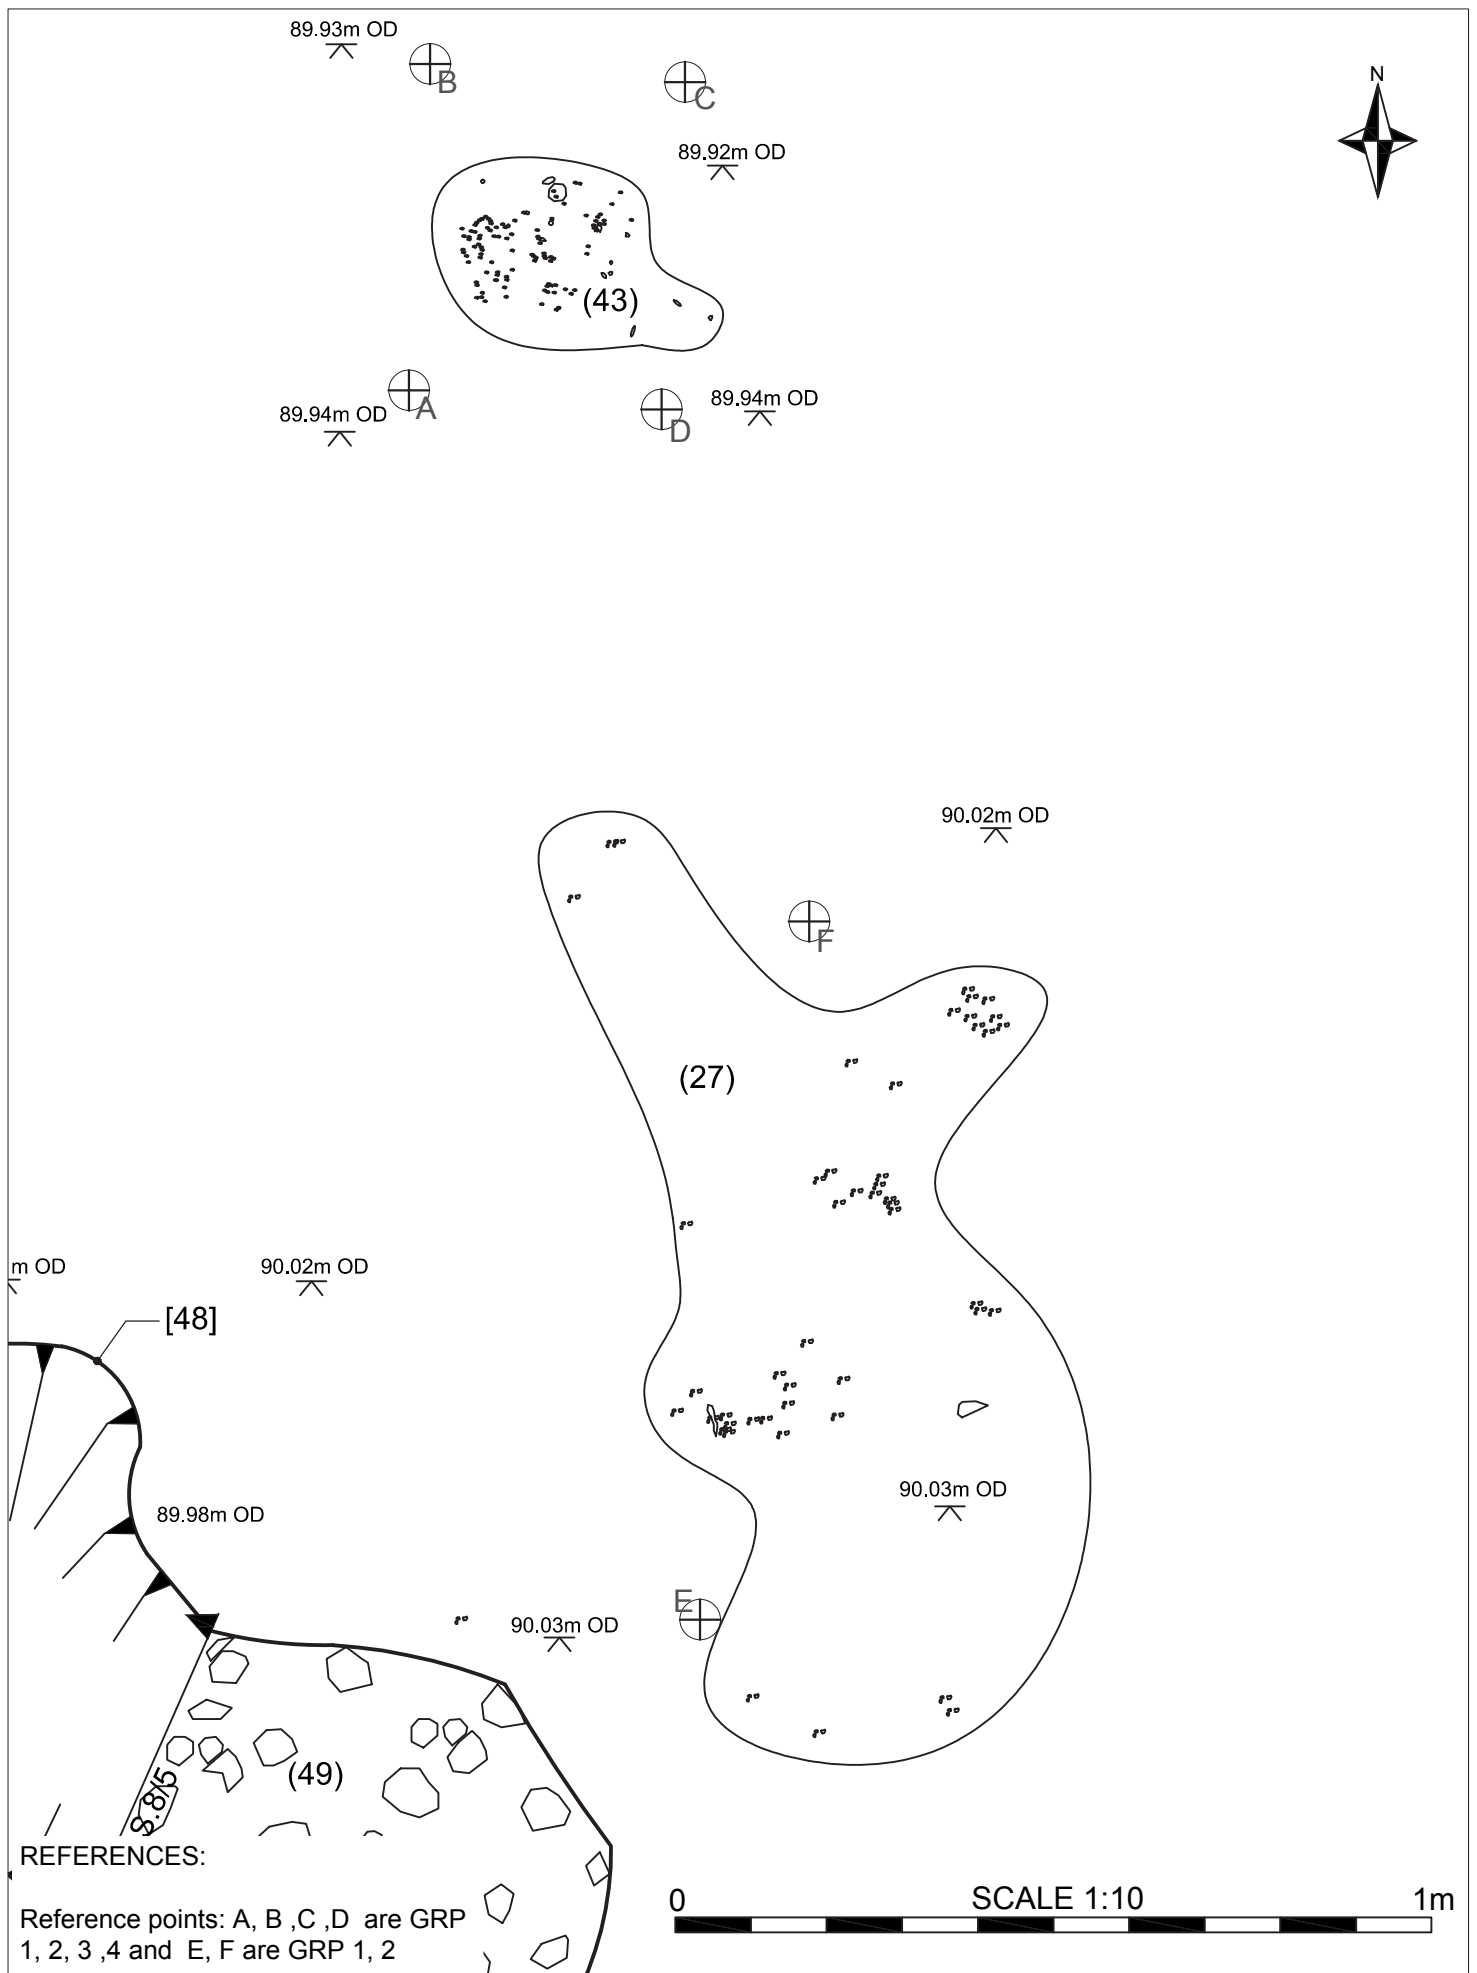 89.93m OD
B
C
N
89.92m OD
(43)
A
D
89.94m OD
89.94m OD
90.02m OD
F
(27)
m OD
90.02m OD
[48]
90.03m OD
89.98m OD
E
90.03m OD
(49)
S.8/5
REFERENCES:
Reference points: A, B ,C ,D are GRP
1, 2, 3 ,4 and E, F are GRP 1, 2
0 SCALE 1:10 1m